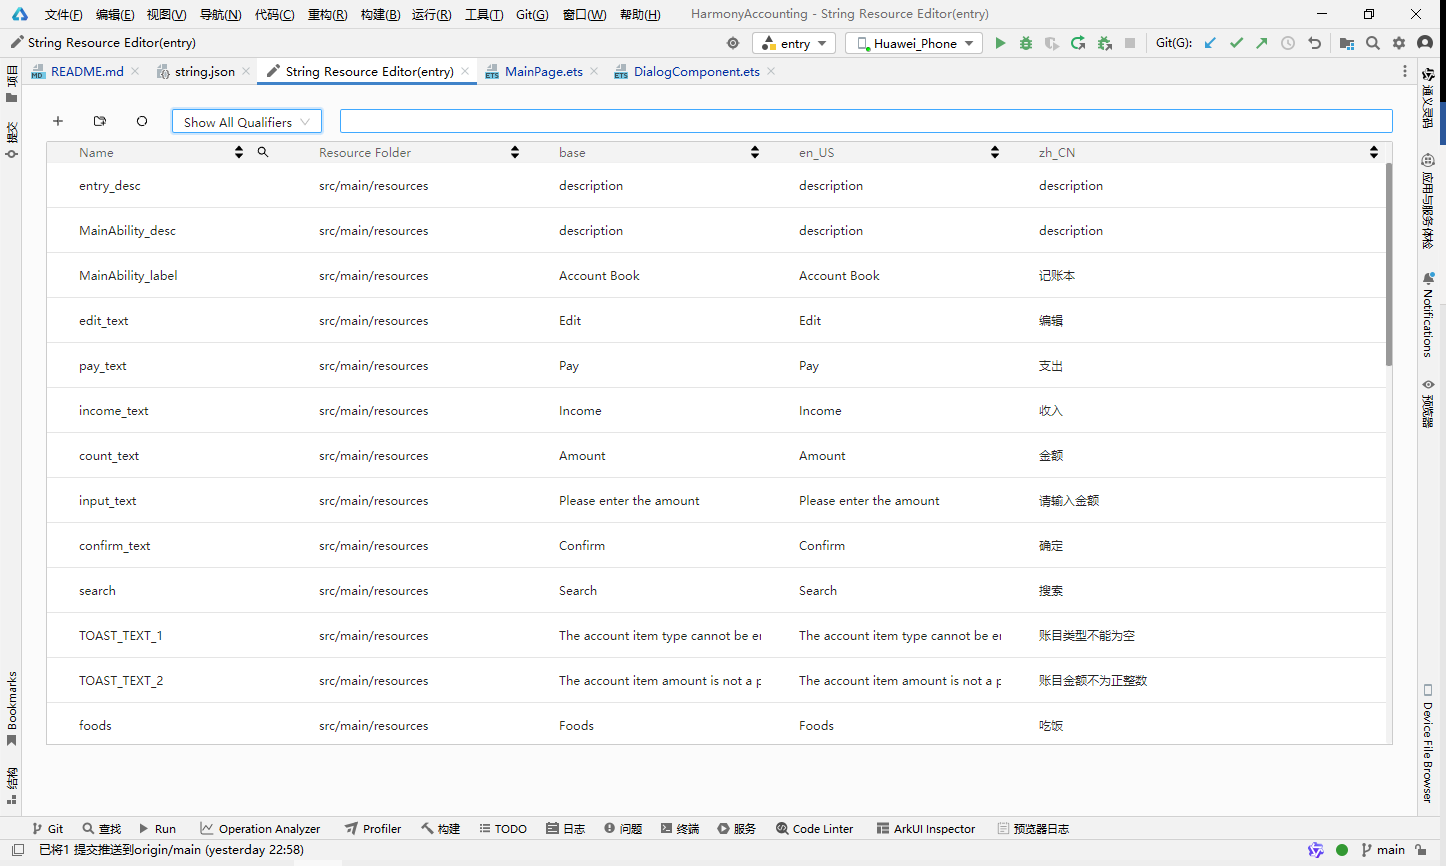 文件(F) 编辑(E) 视图(V) 导航(N) 代码(C) 重构(R) 构建(B) 运行(R) 工具(T) Git(G) 窗口(W) 帮助(H) HarmonyAccounting - String Resource Editor(entry)
String Resource Editor(entry) entry Huawei_Phone Git(G):
README.md string.json String Resource Editor(entry) MainPage.ets DialogComponent.ets
项目
提交
Bookmarks
结构
Show All Qualifiers
Name Resource Folder base en_US zh_CN
entry_desc src/main/resources description description description
MainAbility_desc src/main/resources description description description
MainAbility_label src/main/resources Account Book Account Book 记账本
edit_text src/main/resources Edit Edit 编辑
pay_text src/main/resources Pay Pay 支出
income_text src/main/resources Income Income 收入
count_text src/main/resources Amount Amount 金额
input_text src/main/resources Please enter the amount Please enter the amount 请输入金额
confirm_text src/main/resources Confirm Confirm 确定
search src/main/resources Search Search 搜索
TOAST_TEXT_1 src/main/resources The account item type cannot be The account item type cannot be 账目类型不能为空
TOAST_TEXT_2 src/main/resources The account item amount is not a The account item amount is not a 账目金额不为正整数
foods src/main/resources Foods Foods 吃饭
通义灵码
应用与服务体检
Notifications
预览器
Device File Browser
Git 查找 Run Operation Analyzer Profiler 构建 TODO 日志 问题 终端 服务 Code Linter ArkUI Inspector 预览器日志
已将1 提交推送到origin/main (yesterday 22:58) main